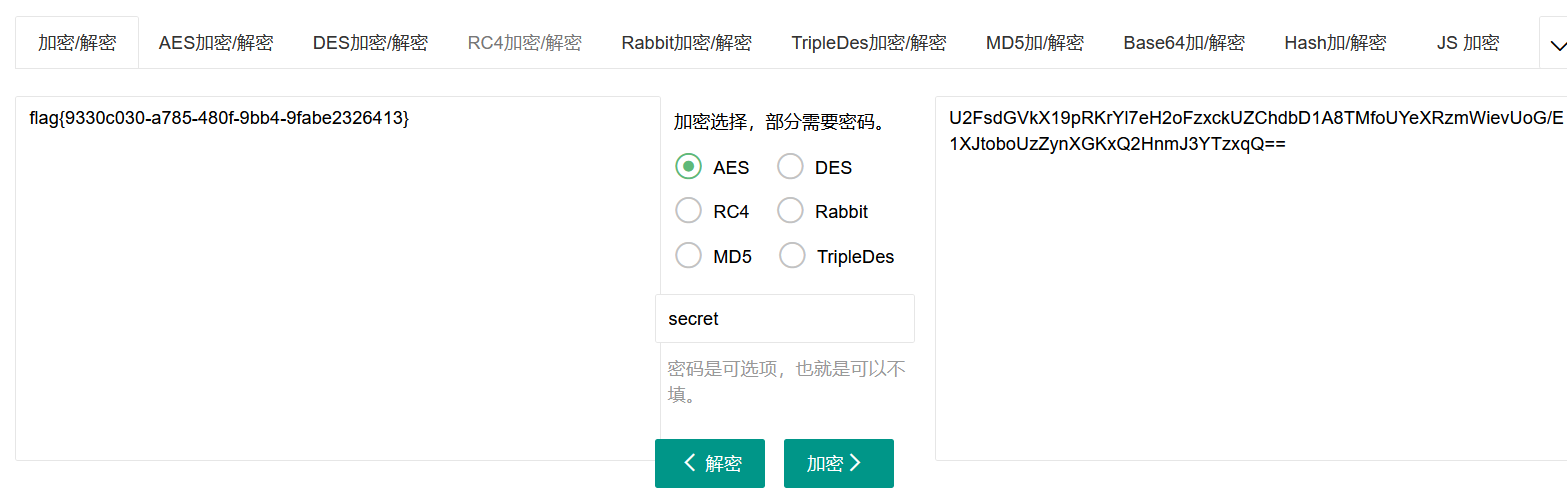 加密/解密 AES加密/解密 DES加密/解密 RC4加密/解密 Rabbit加密/解密 TripleDes加密/解密 MD5加/解密 Base64加/解密 Hash加/解密 JS 加密
flag{9330c030-a785-480f-9bb4-9fabe2326413}
加密选择，部分需要密码。
AES DES
RC4 Rabbit
MD5 TripleDes
secret
密码是可选项，也就是可以不
填。
解密 加密
U2FsdGVkX19pRKrYl7eH2oFzxckUZChdbD1A8TMfoUYeXRzmWievUoG/E
1XJtoboUzZynXGKxQ2HnmJ3YTzxqQ==